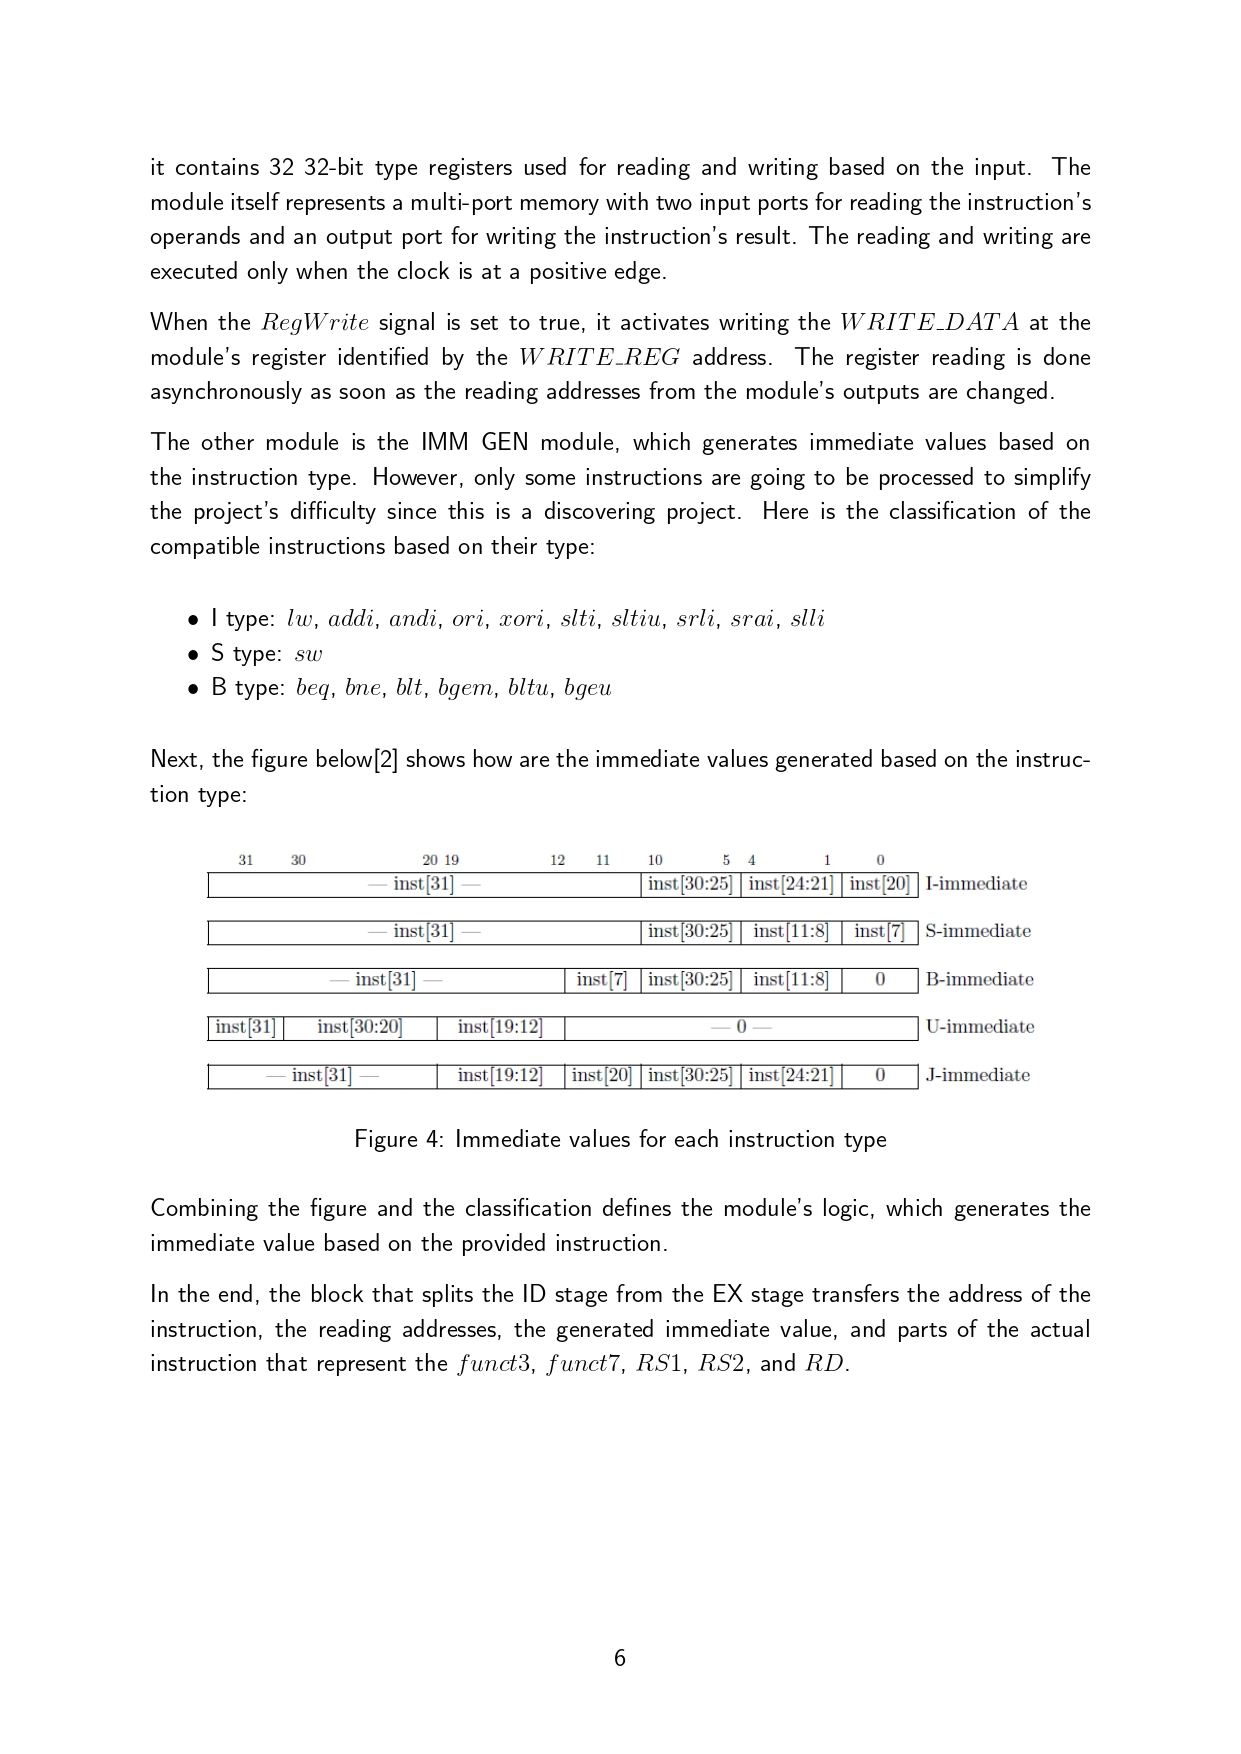 it contains 32 32-bit type registers used for reading and writing based on the input. The
module itself represents a multi-port memory with two input ports for reading the instruction's
operands and an output port for writing the instruction's result. The reading and writing are
executed only when the clock is at a positive edge.
When the RegWrite signal is set to true, it activates writing the WRITE_DATA at the
module's register identified by the WRITE_REG address. The register reading is done
asynchronously as soon as the reading addresses from the module's outputs are changed.
The other module is the IMM GEN module, which generates immediate values based on
the instruction type. However, only some instructions are going to be processed to simplify
the project's difficulty since this is a discovering project. Here is the classification of the
compatible instructions based on their type:
• I type: lw, addi, andi, ori, xori, slti, sltiu, srli, srai, slli
• S type: sw
• B type: beq, bne, blt, bgem, bltu, bgeu
Next, the figure below[2] shows how are the immediate values generated based on the instruc-
tion type:
31 30 20 19 12 11 10 5 4 1 0
— inst[31] — inst[30:25] inst[24:21] inst[20] I-immediate
— inst[31] — inst[30:25] inst[11:8] inst[7] S-immediate
— inst[31] — inst[7] inst[30:25] inst[11:8] 0 B-immediate
inst[31] inst[30:20] inst[19:12] — 0 — U-immediate
— inst[31] — inst[19:12] inst[20] inst[30:25] inst[24:21] 0 J-immediate
Figure 4: Immediate values for each instruction type
Combining the figure and the classification defines the module's logic, which generates the
immediate value based on the provided instruction.
In the end, the block that splits the ID stage from the EX stage transfers the address of the
instruction, the reading addresses, the generated immediate value, and parts of the actual
instruction that represent the funct3, funct7, RS1, RS2, and RD.
6